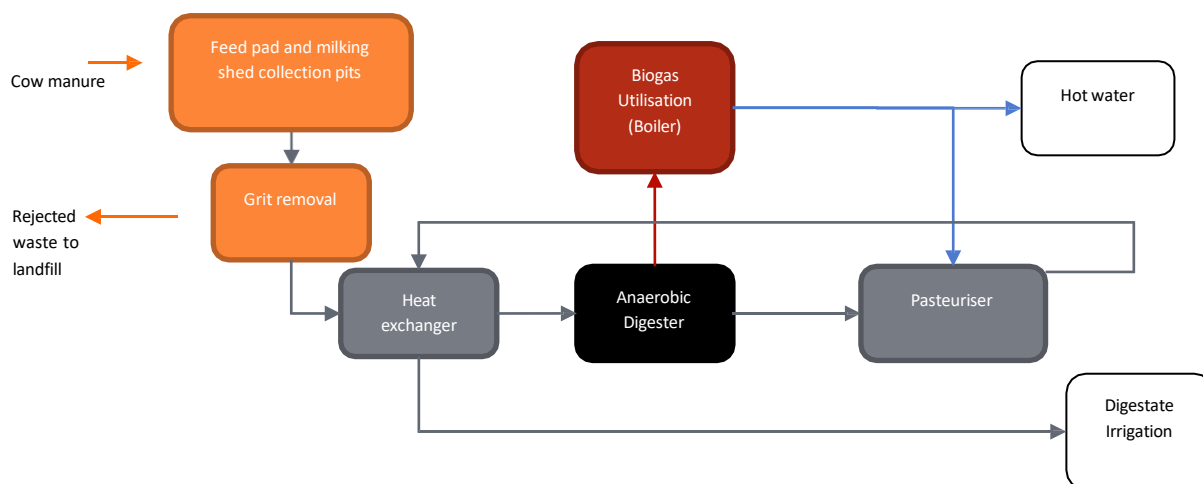 Feed pad and milking
shed collection pits
Cow manure
Biogas
Utilisation
(Boiler)
Hot water
Grit removal
Rejected
waste to
landfill
Heat
exchanger
Anaerobic
Digester
Pasteuriser
Digestate
Irrigation